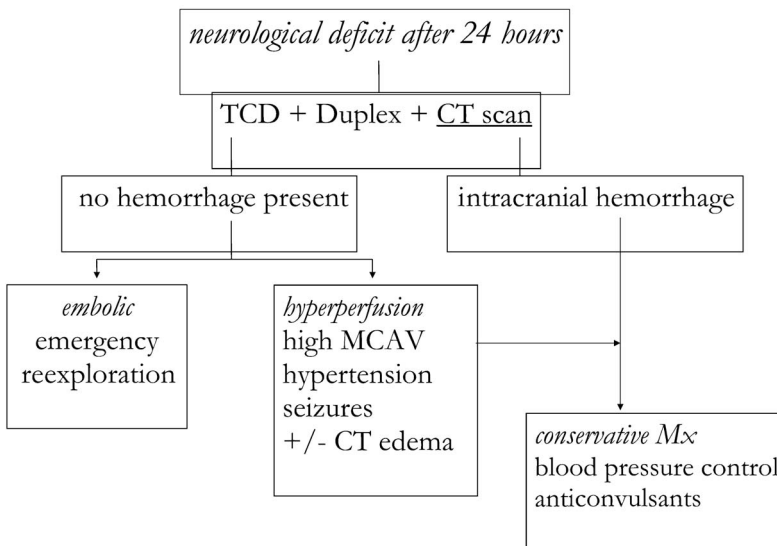 neurological deficit after 24 hours
TCD + Duplex + CT scan
no hemorrhage present
intracranial hemorrhage
embolic
emergency
reexploration
hyperperfusion
high MCAV
hypertension
seizures
+/- CT edema
conservative Mx
blood pressure control
anticonvulsants